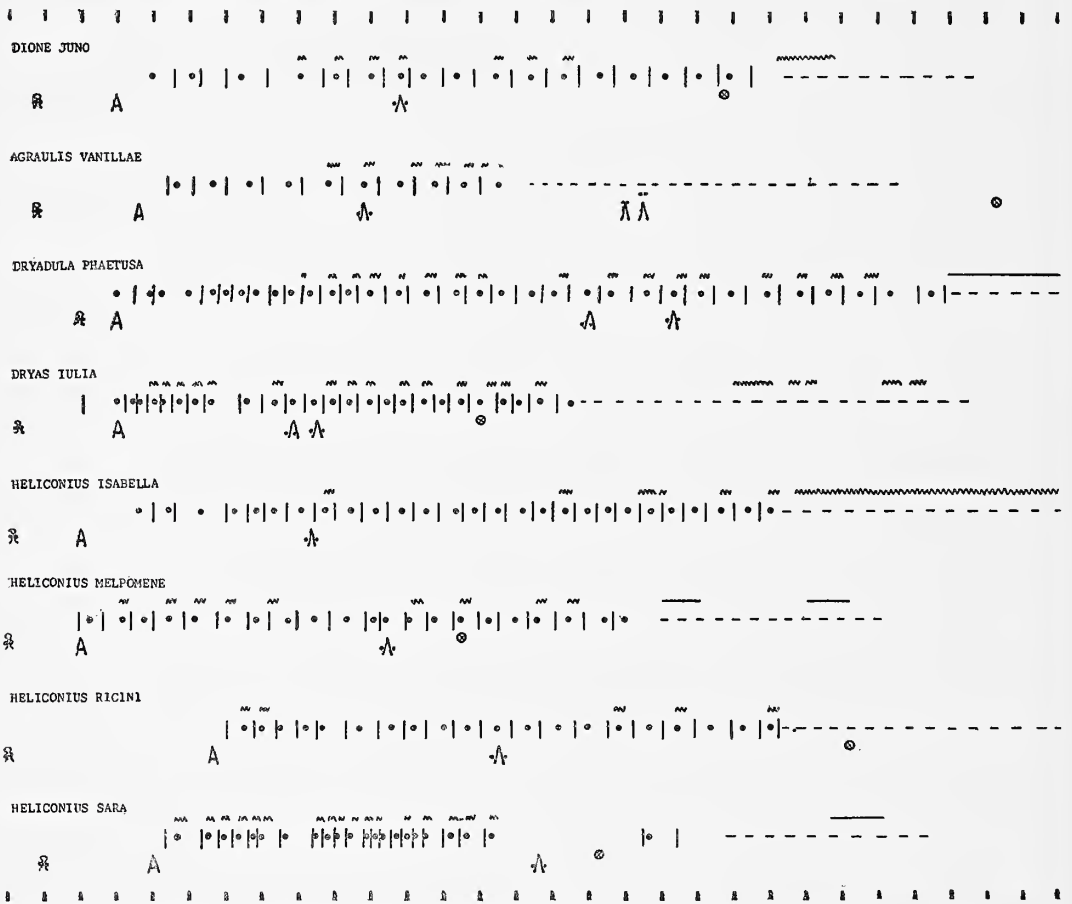 DIONE JUNO
A
AGRAULIS VANILLAE
A
DRYADULA PHAETUSA
A
DRYAS IULIA
A
HELICONIUS ISABELLA
A
HELICONIUS MELPOMENE
A
HELICONIUS RICINI
A
HELICONIUS SARA
A